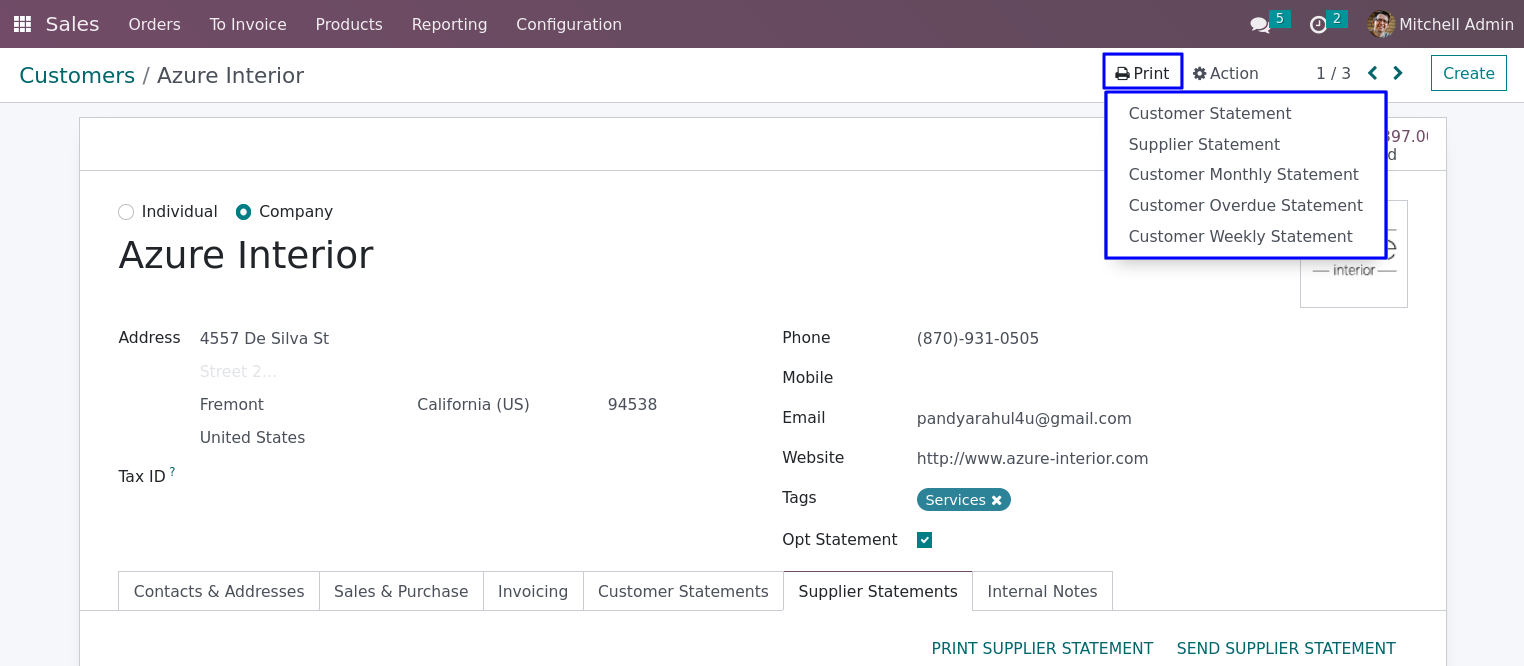 Sales Orders To Invoice Products Reporting Configuration 5 2 Mitchell Admin
Customers / Azure Interior Print Action 1 / 3 Create
Customer Statement
Supplier Statement
Customer Monthly Statement
Customer Overdue Statement
Customer Weekly Statement
Individual Company
Azure Interior
interior
Address 4557 De Silva St
Street 2...
Fremont California (US) 94538
United States
Tax ID ?
Phone (870)-931-0505
Mobile
Email pandyarahul4u@gmail.com
Website http://www.azure-interior.com
Tags Services
Opt Statement
Contacts & Addresses Sales & Purchase Invoicing Customer Statements Supplier Statements Internal Notes
PRINT SUPPLIER STATEMENT SEND SUPPLIER STATEMENT